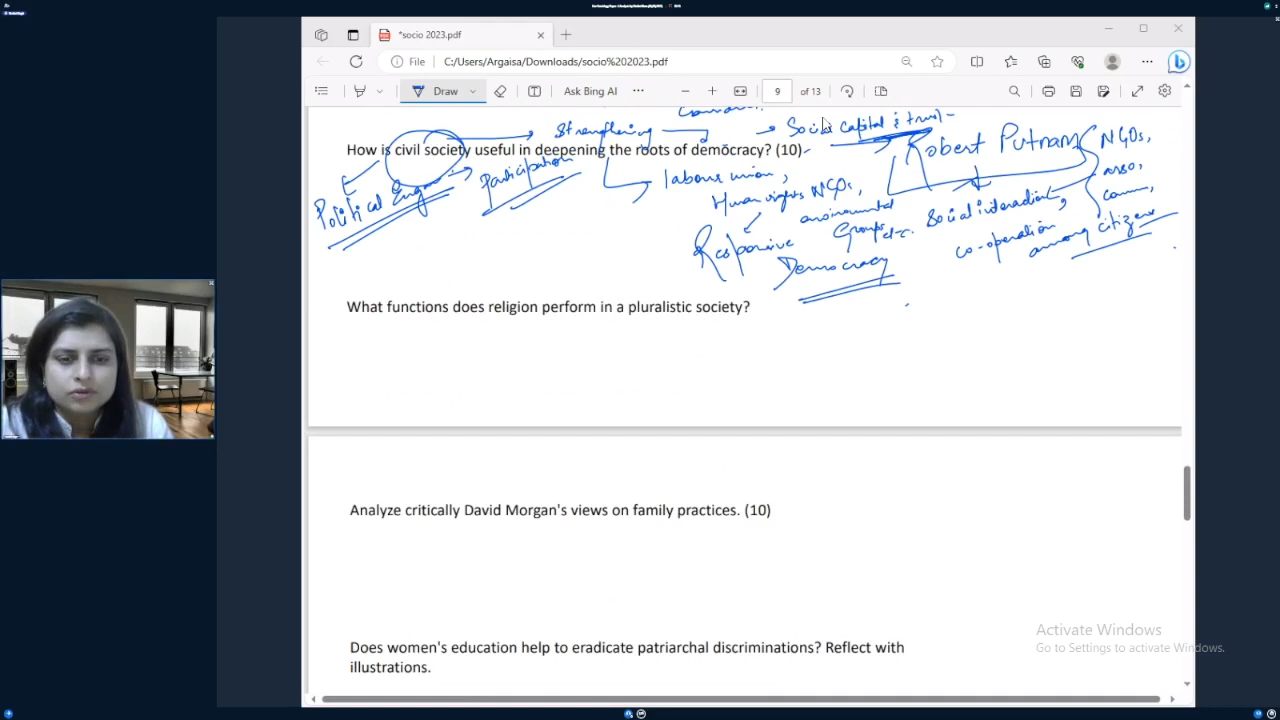 *socio 2023.pdf
File C:/Users/Argaisa/Downloads/socio%202023.pdf
Draw Ask Bing AI 9 of 13
Strengthening
Social capital & trust
How is civil society useful in deepening the roots of democracy? (10)
Robert Putnam
NGOs,
Political Eng
Participation
labour union,
Human rights NGOs,
environmental
Groups etc.
Social interaction,
asso,
comm,
co-operation
among citizens
Responsive
Democracy
What functions does religion perform in a pluralistic society?
Analyze critically David Morgan's views on family practices. (10)
Does women's education help to eradicate patriarchal discriminations? Reflect with
illustrations.
Activate Windows
Go to Settings to activate Windows.